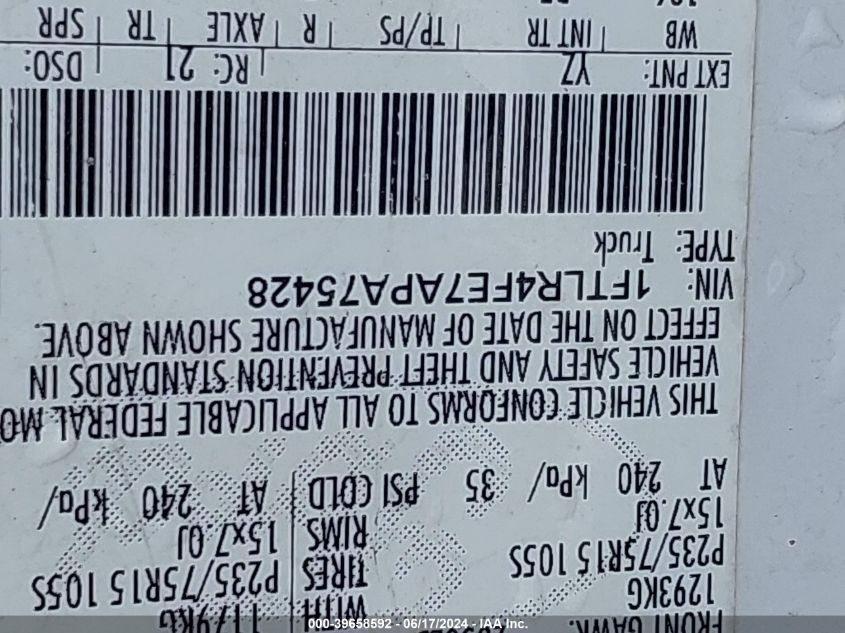 FRONT GAWR:
1293KG 1179KG
P235/75R15 105S WITH TIRES P235/75R15 105S
15x7.0J RIMS 15x7.0J
AT 240 kPa/ 35 PSI COLD AT 240 kPa/
THIS VEHICLE CONFORMS TO ALL APPLICABLE FEDERAL MO
VEHICLE SAFETY AND THEFT PREVENTION STANDARDS IN
EFFECT ON THE DATE OF MANUFACTURE SHOWN ABOVE.
VIN: 1FTLR4FE7APA75428
TYPE: Truck
EXT PNT: YZ RC: 21 DSO:
WB INT TR TP/PS R AXLE TR SPR
000-39658592 - 06/17/2024 - IAA Inc.